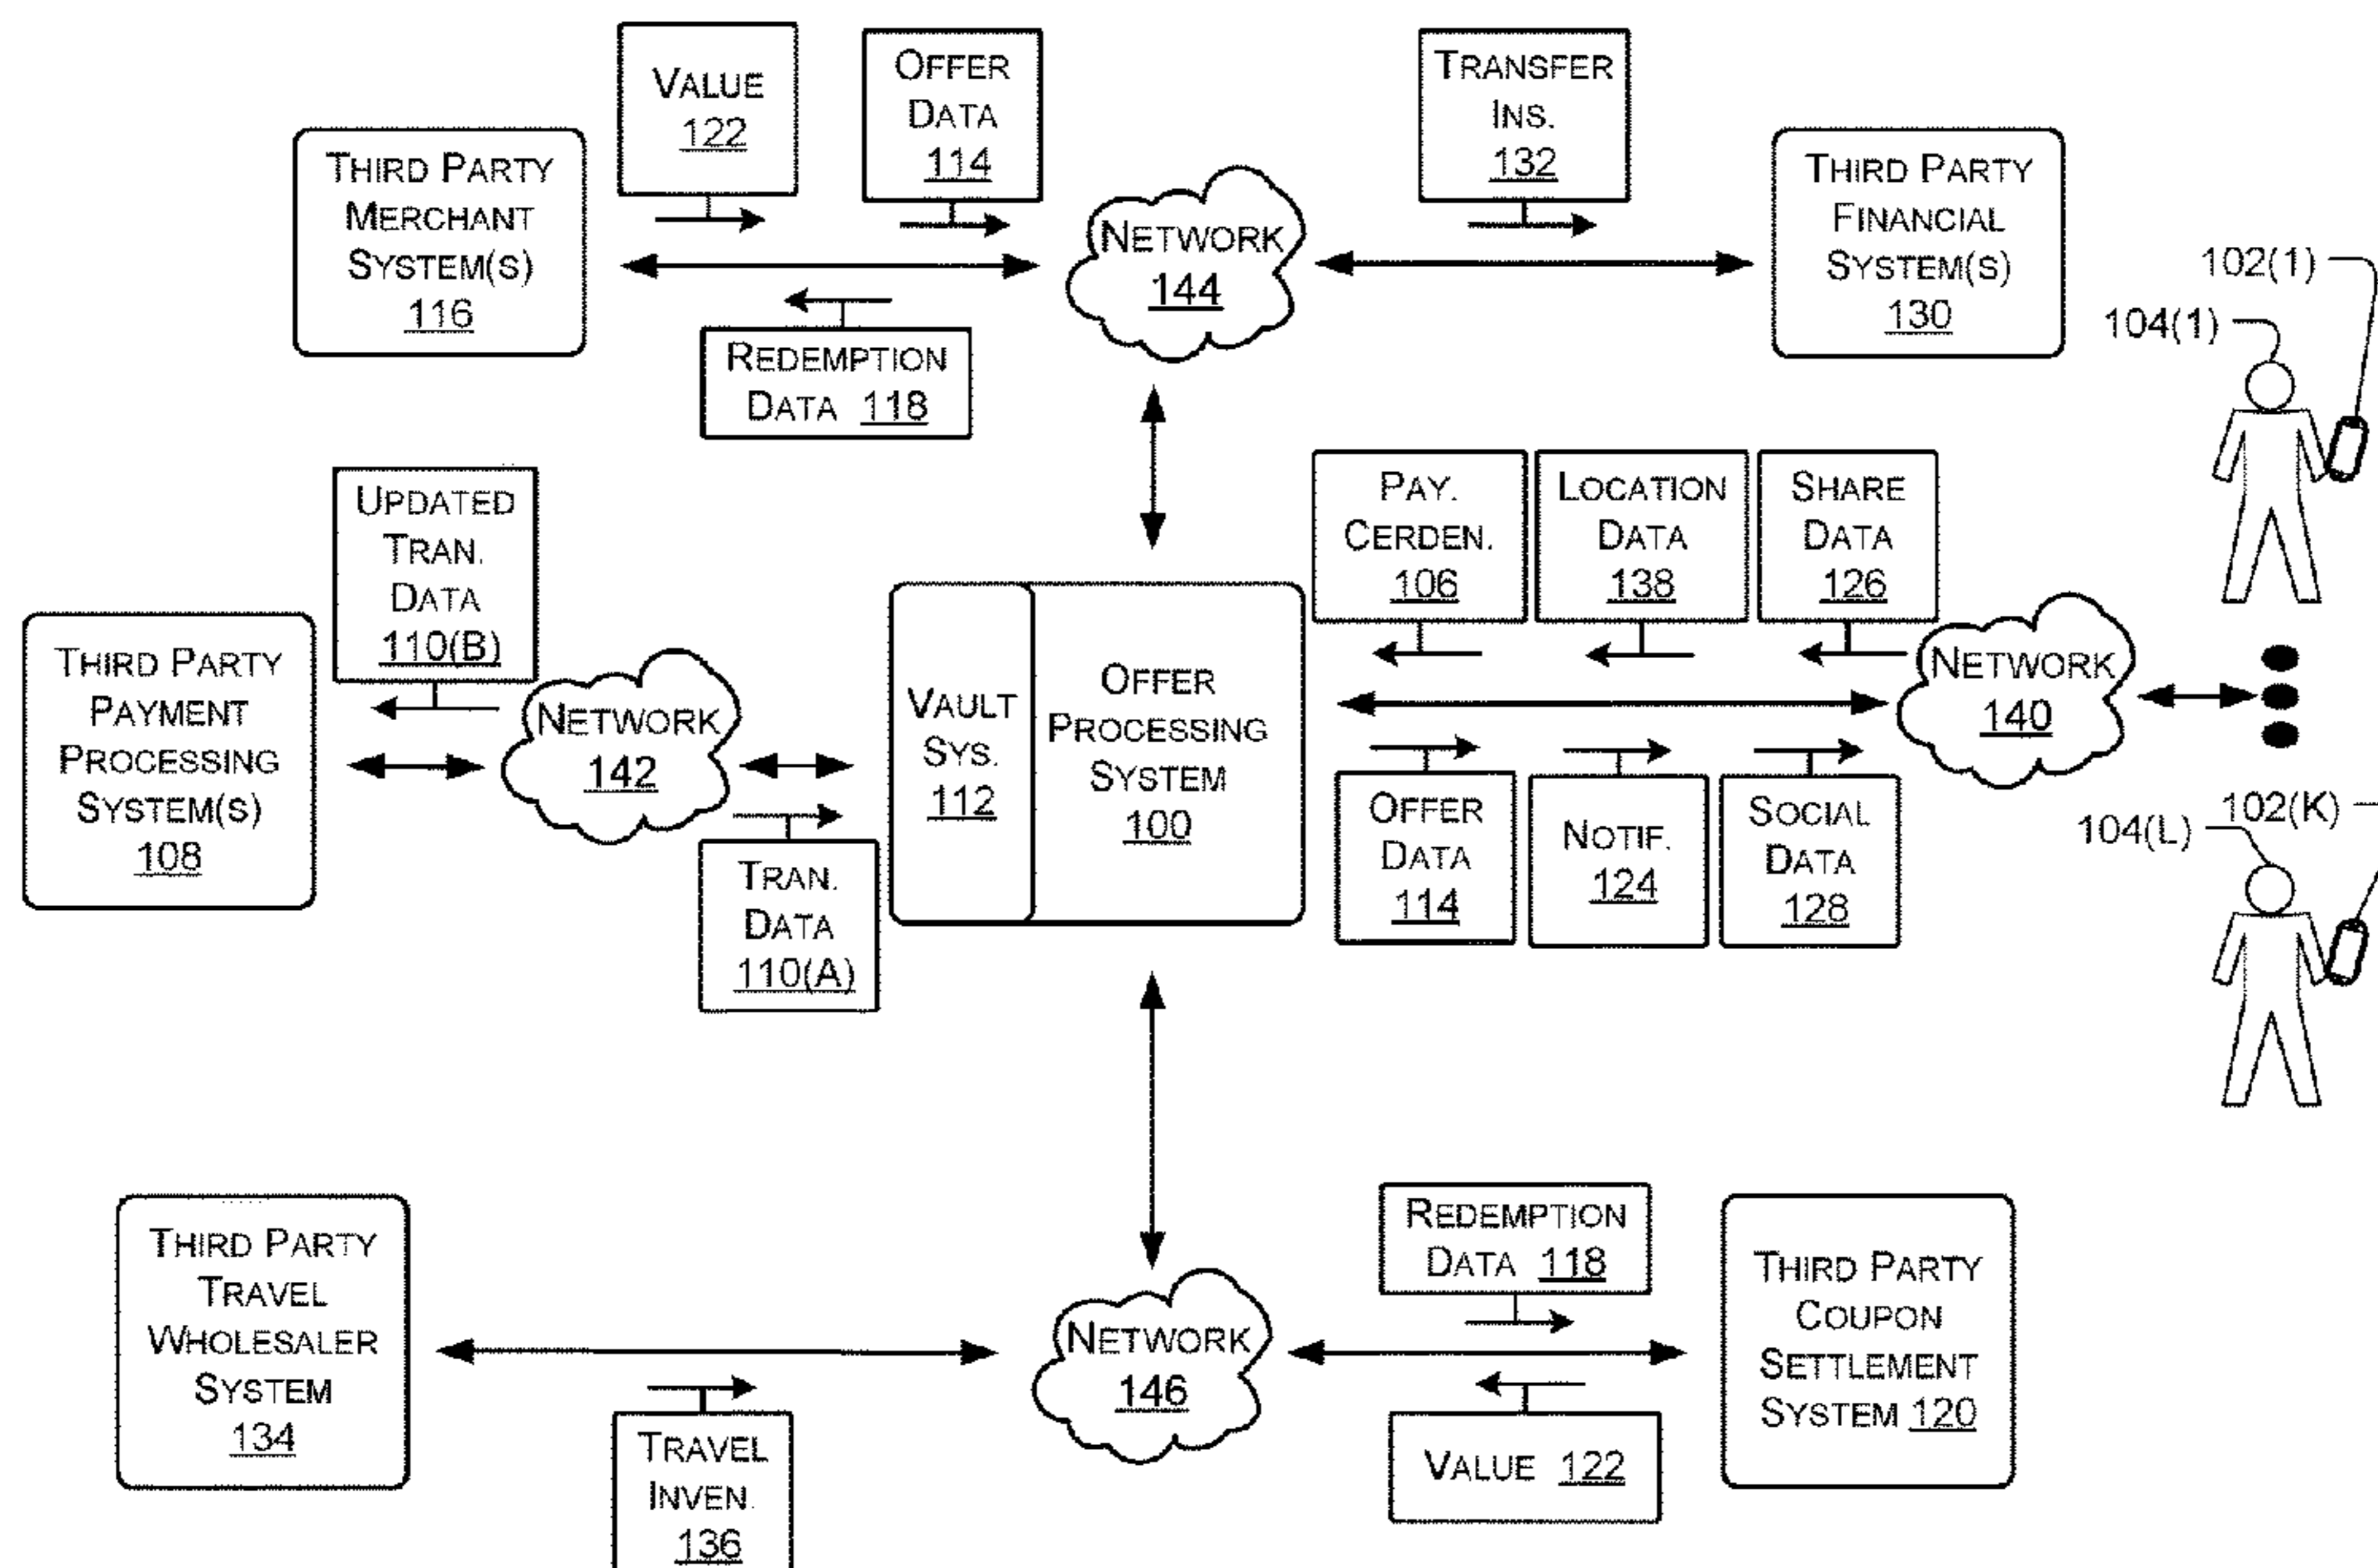 VALUE
122
OFFER
DATA
114
TRANSFER
INS.
132
THIRD PARTY
MERCHANT
SYSTEM(S)
116
NETWORK
144
THIRD PARTY
FINANCIAL
SYSTEM(S)
130
REDEMPTION
DATA 118
102(1)
104(1)
UPDATED
TRAN.
DATA
110(B)
PAY.
CERDEN.
106
LOCATION
DATA
138
SHARE
DATA
126
THIRD PARTY
PAYMENT
PROCESSING
SYSTEM(S)
108
NETWORK
142
VAULT
SYS.
112
OFFER
PROCESSING
SYSTEM
100
NETWORK
140
TRAN.
DATA
110(A)
OFFER
DATA
114
NOTIF.
124
SOCIAL
DATA
128
102(K)
104(L)
THIRD PARTY
TRAVEL
WHOLESALER
SYSTEM
134
TRAVEL
INVEN.
136
NETWORK
146
REDEMPTION
DATA 118
VALUE 122
THIRD PARTY
COUPON
SETTLEMENT
SYSTEM 120